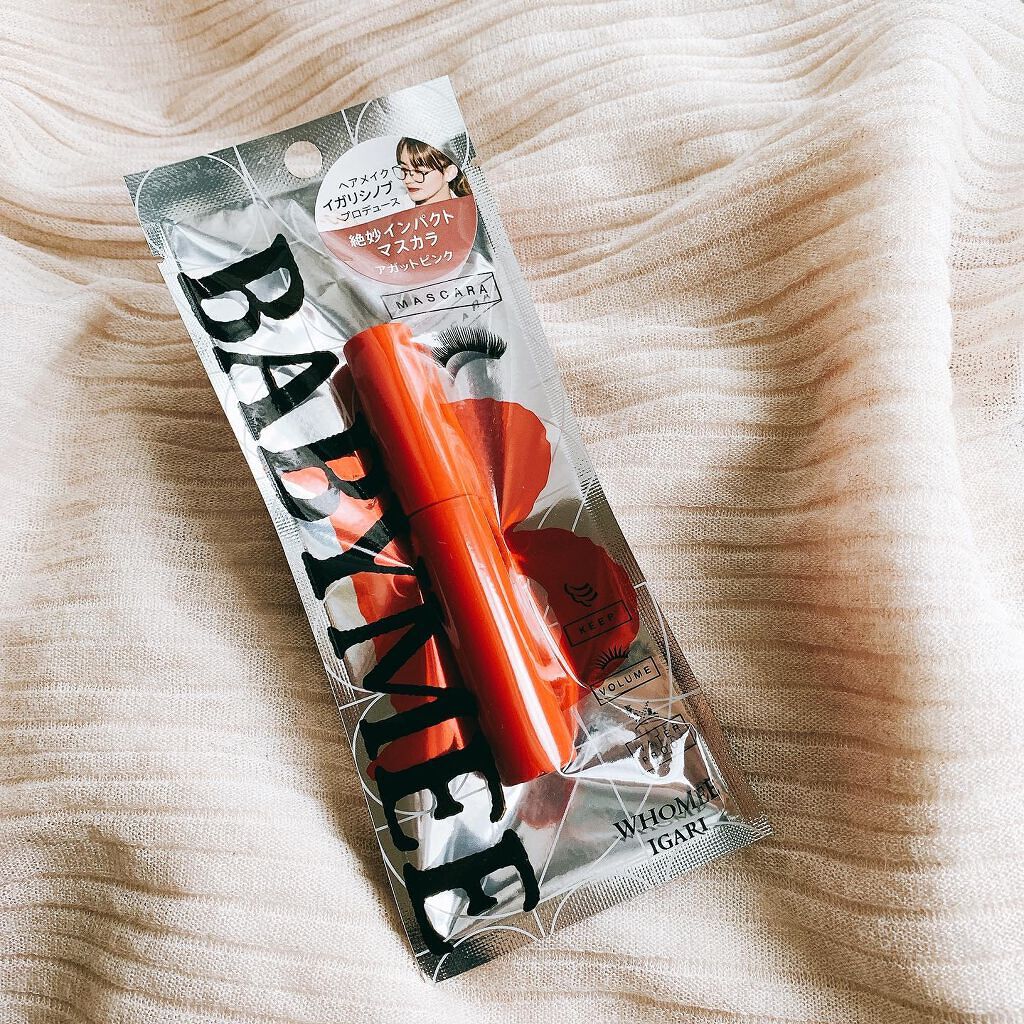 ヘアメイク
イガリシノブ
プロデュース
絶妙インパクト
マスカラ
アガットピンク
MASCARA
BABYMEE
KEEP
VOLUME
WHOMEE
IGARI